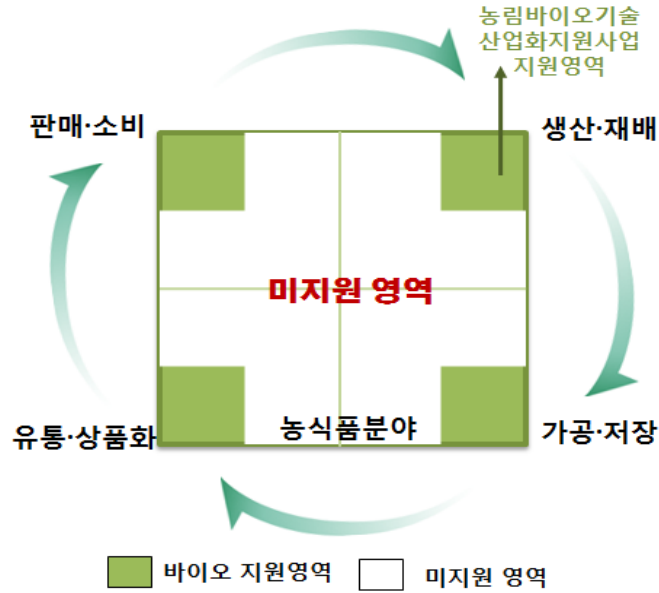 농림바이오기술
산업화지원사업
지원영역
판매·소비
생산·재배
미지원 영역
유통·상품화
농식품분야
가공·저장
바이오 지원영역
미지원 영역